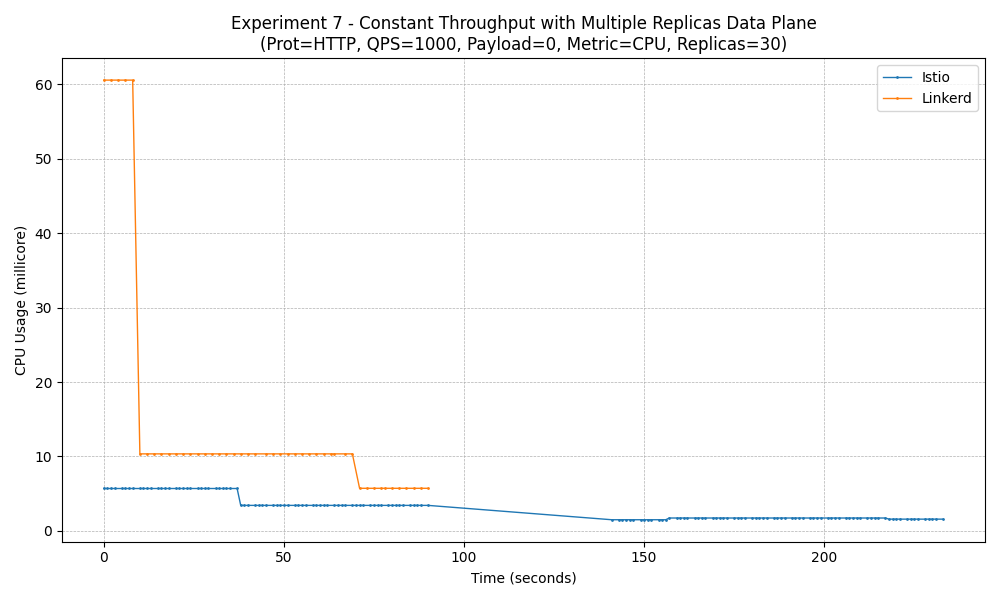 Experiment 7 - Constant Throughput with Multiple Replicas Data Plane
(Prot=HTTP, QPS=1000, Payload=0, Metric=CPU, Replicas=30)
Istio
Linkerd
CPU Usage (millicore)
60
50
40
30
20
10
0
0
50
100
150
200
Time (seconds)